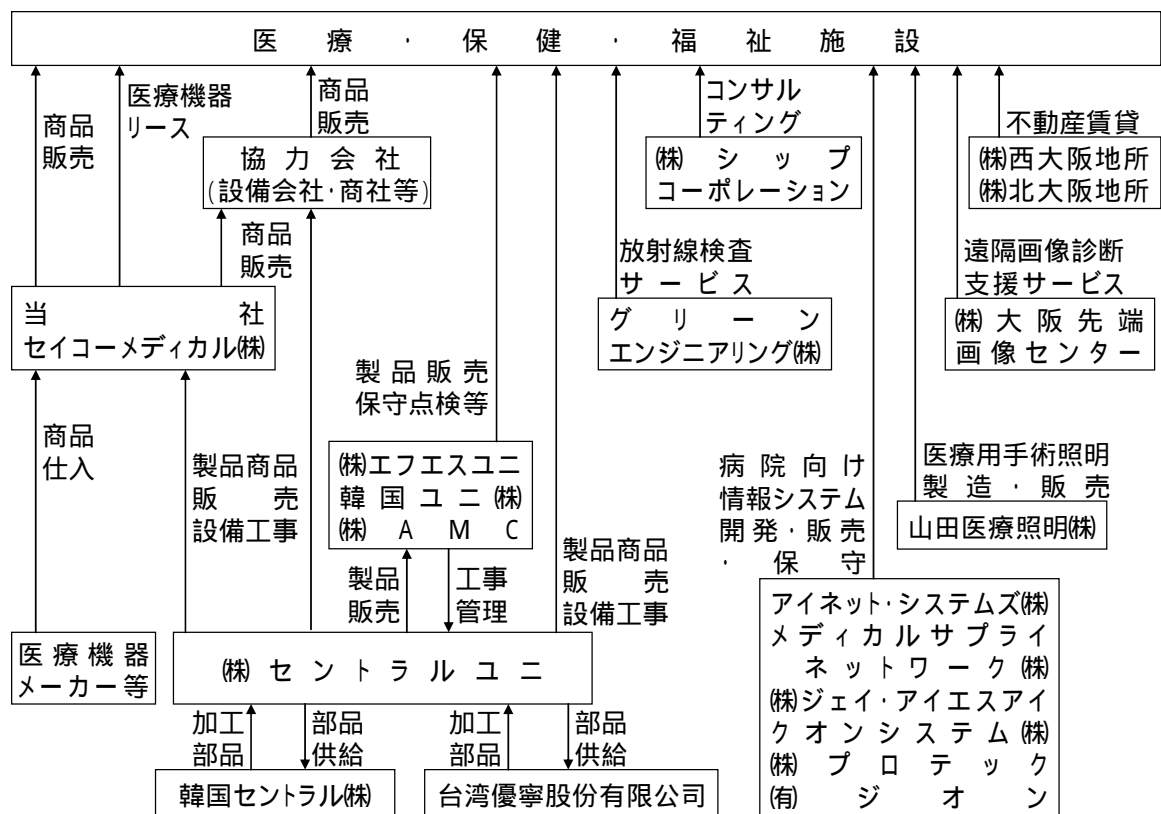 医療・保健・福祉施設
商品
販売
医療機器
リース
商品
販売
協力会社
(設備会社・商社等)
商品
販売
コンサル
ティング
㈱シップ
コーポレーション
不動産賃貸
㈱西大阪地所
㈱北大阪地所
放射線検査
サービス
グリーン
エンジニアリング㈱
遠隔画像診断
支援サービス
㈱大阪先端
画像センター
当社
セイコーメディカル㈱
商品
仕入
製品商品
販売
設備工事
製品販売
保守点検等
㈱エフエスユニ
韓国ユニ㈱
㈱AMC
製品
販売
工事
管理
製品商品
販売
設備工事
病院向け
情報システム
開発・販売
・保守
医療用手術照明
製造・販売
山田医療照明㈱
アイネット・システムズ㈱
メディカルサプライ
ネットワーク㈱
㈱ジェイ・アイエスアイ
クオンシステム㈱
㈱プロテック
㈲ジオン
医療機器
メーカー等
㈱セントラルユニ
加工
部品
部品
供給
加工
部品
部品
供給
韓国セントラル㈱
台湾優寧股份有限公司